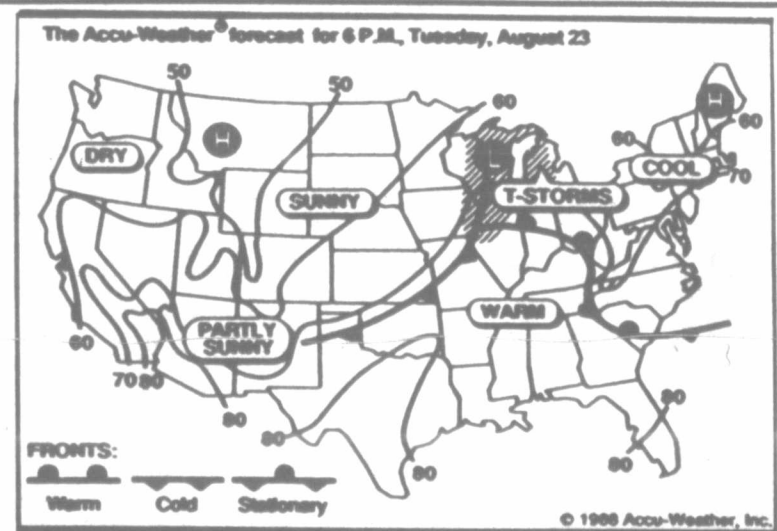 The Accu-Weather® forecast for 6 P.M., Tuesday, August 23
50
50
60
H
H
60
60
DRY
L
COOL
70
SUNNY
T-STORMS
PARTLY
SUNNY
WARM
60
70
80
80
80
80
80
80
FRONTS:
Warm
Cold
Stationary
© 1988 Accu-Weather, Inc.